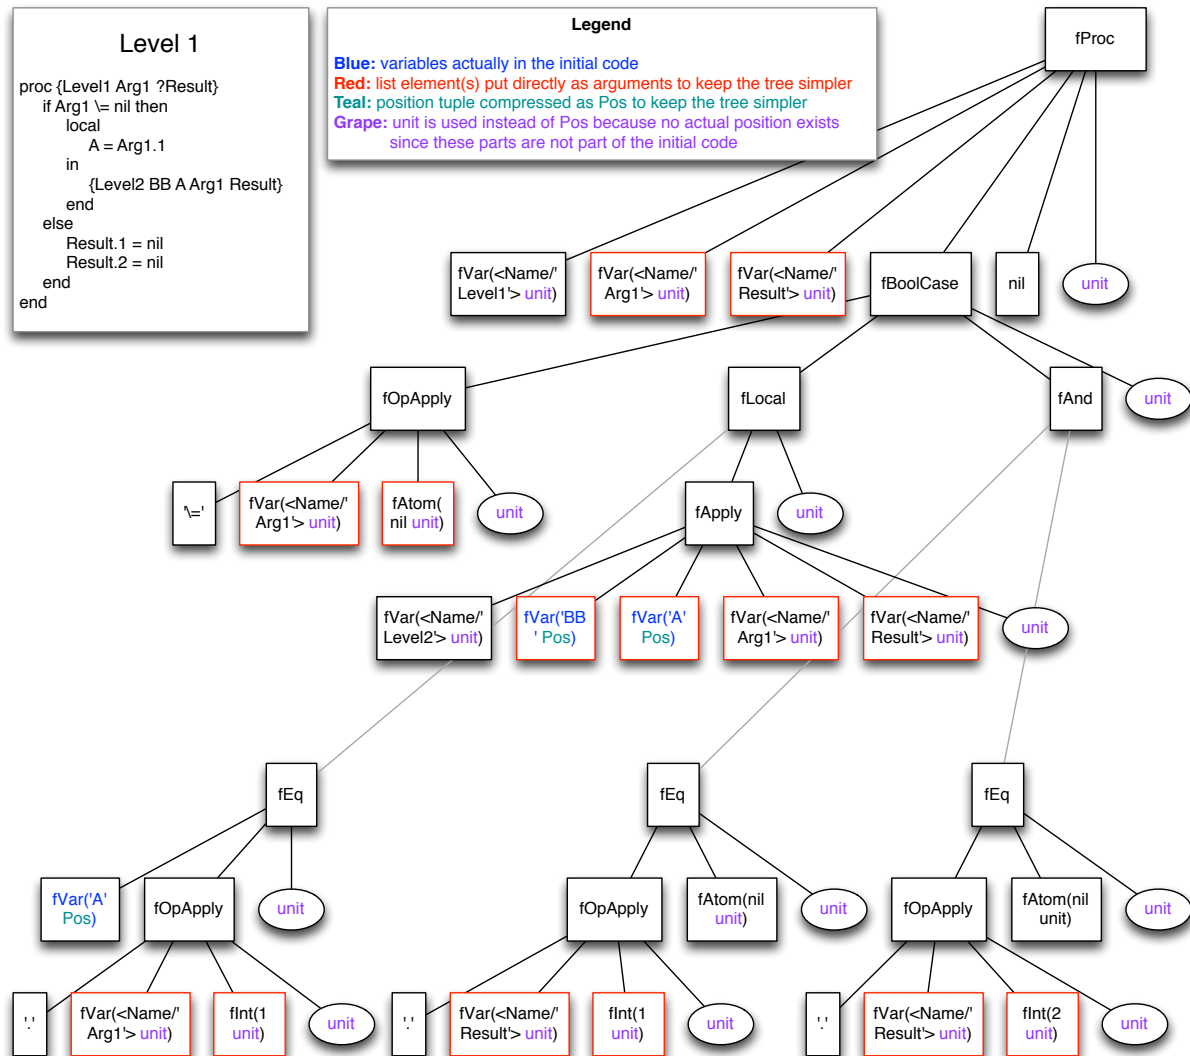 Level 1
proc {Level1 Arg1 ?Result}
if Arg1 \= nil then
local
A = Arg1.1
in
{Level2 BB A Arg1 Result}
end
else
Result.1 = nil
Result.2 = nil
end
end
Legend
Blue: variables actually in the initial code
Red: list element(s) put directly as arguments to keep the tree simpler
Teal: position tuple compressed as Pos to keep the tree simpler
Grape: unit is used instead of Pos because no actual position exists
since these parts are not part of the initial code
fProc
fVar(<Name/'
Level1'> unit)
fVar(<Name/'
Arg1'> unit)
fVar(<Name/'
Result'> unit)
fBoolCase
nil
unit
fOpApply
fLocal
fAnd
unit
'\='
fVar(<Name/'
Arg1'> unit)
fAtom(
nil unit)
unit
fApply
unit
fVar(<Name/'
Level2'> unit)
fVar('BB
' Pos)
fVar('A'
Pos)
fVar(<Name/'
Arg1'> unit)
fVar(<Name/'
Result'> unit)
unit
fEq
fEq
fEq
fVar('A'
Pos)
fOpApply
unit
fOpApply
fAtom(nil
unit)
unit
fOpApply
fAtom(nil
unit)
unit
'.'
fVar(<Name/'
Arg1'> unit)
fInt(1
unit)
unit
'.'
fVar(<Name/'
Result'> unit)
fInt(1
unit)
unit
'.'
fVar(<Name/'
Result'> unit)
fInt(2
unit)
unit